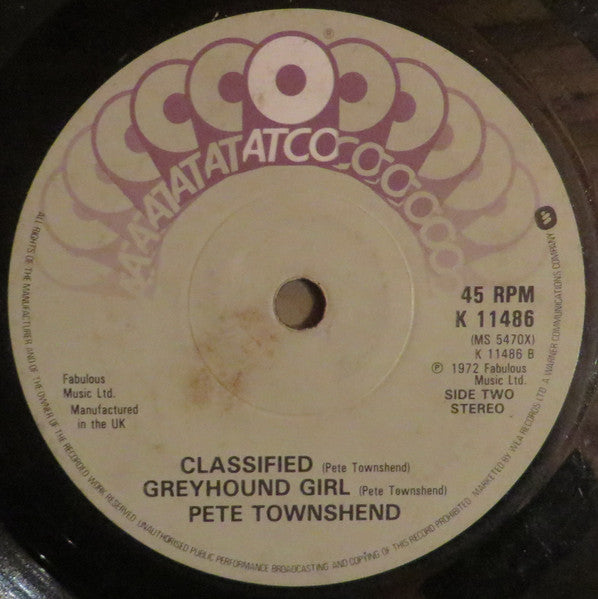 ®
ATCO
45 RPM
K 11486
(MS 5470X)
K 11486 B
℗ 1972 Fabulous
Music Ltd.
SIDE TWO
STEREO
Fabulous
Music Ltd.
Manufactured
in the UK
CLASSIFIED (Pete Townshend)
GREYHOUND GIRL (Pete Townshend)
PETE TOWNSHEND
ALL RIGHTS OF THE MANUFACTURER AND OF THE OWNER OF THE RECORDED WORK RESERVED. UNAUTHORISED PUBLIC PERFORMANCE BROADCASTING AND COPYING OF THIS RECORD PROHIBITED. MARKETED BY WEA RECORDS LTD. A WARNER COMMUNICATIONS COMPANY